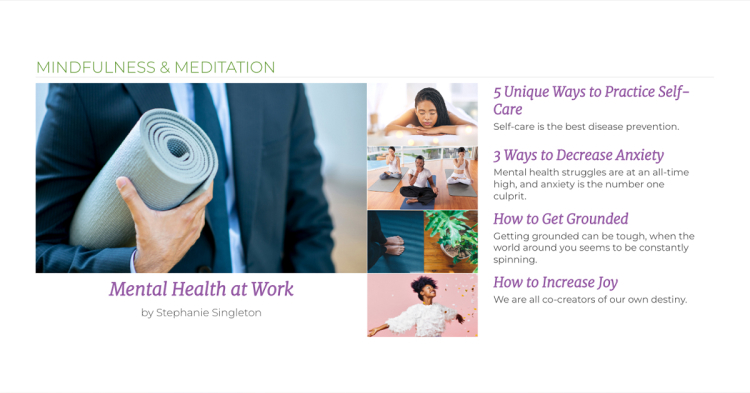 MINDFULNESS & MEDITATION
Mental Health at Work
by Stephanie Singleton
5 Unique Ways to Practice Self-
Care
Self-care is the best disease prevention.
3 Ways to Decrease Anxiety
Mental health struggles are at an all-time
high, and anxiety is the number one
culprit.
How to Get Grounded
Getting grounded can be tough, when the
world around you seems to be constantly
spinning.
How to Increase Joy
We are all co-creators of our own destiny.